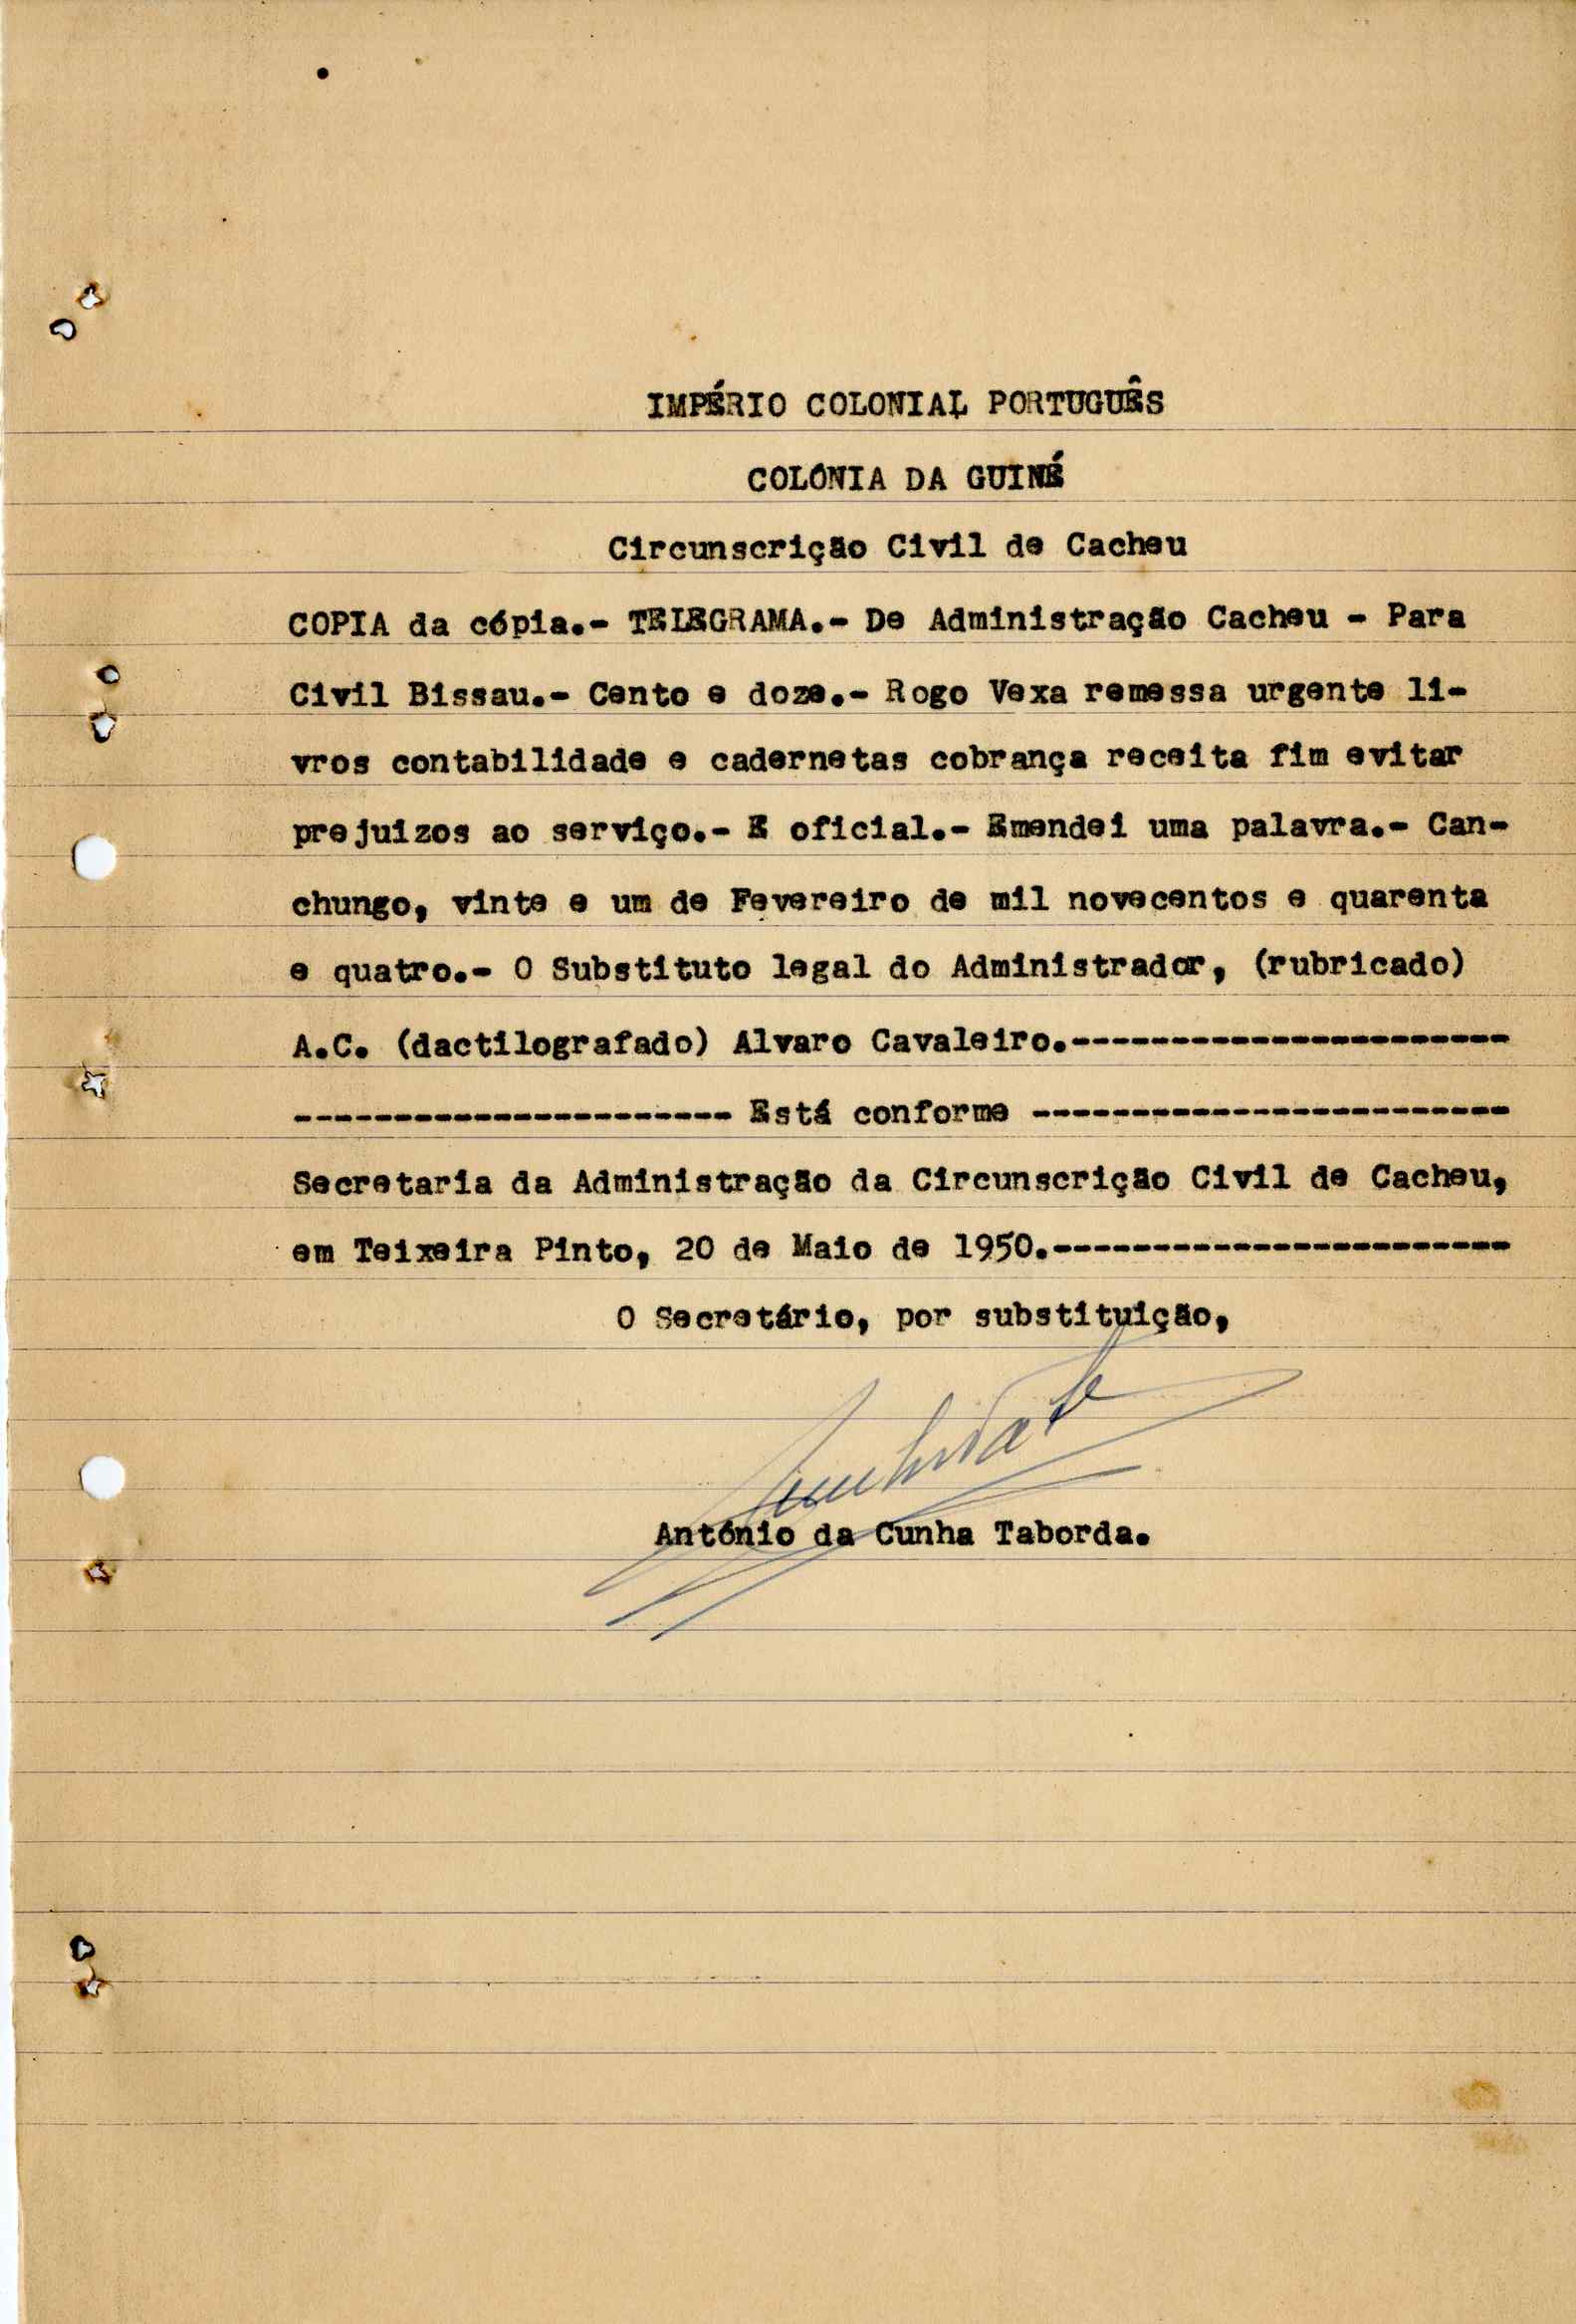 IMPÉRIO COLONIAL PORTUGUÊS
COLÓNIA DA GUINÉ
Circunscrição Civil de Cacheu
COPIA da cópia.- TELEGRAMA.- De Administração Cacheu - Para
Civil Bissau.- Cento e doze.- Rogo Vexa remessa urgente li-
vros contabilidade e cadernetas cobrança receita fim evitar
prejuizos ao serviço.- E oficial.- Emendei uma palavra.- Can-
chungo, vinte e um de Fevereiro de mil novecentos e quarenta
e quatro.- O Substituto legal do Administrador, (rubricado)
A.C. (dactilografado) Alvaro Cavaleiro.----------------------
---------------------- Está conforme ------------------------
Secretaria da Administração da Circunscrição Civil de Cacheu,
em Teixeira Pinto, 20 de Maio de 1950.-----------------------
O Secretário, por substituição,
António da Cunha Taborda.